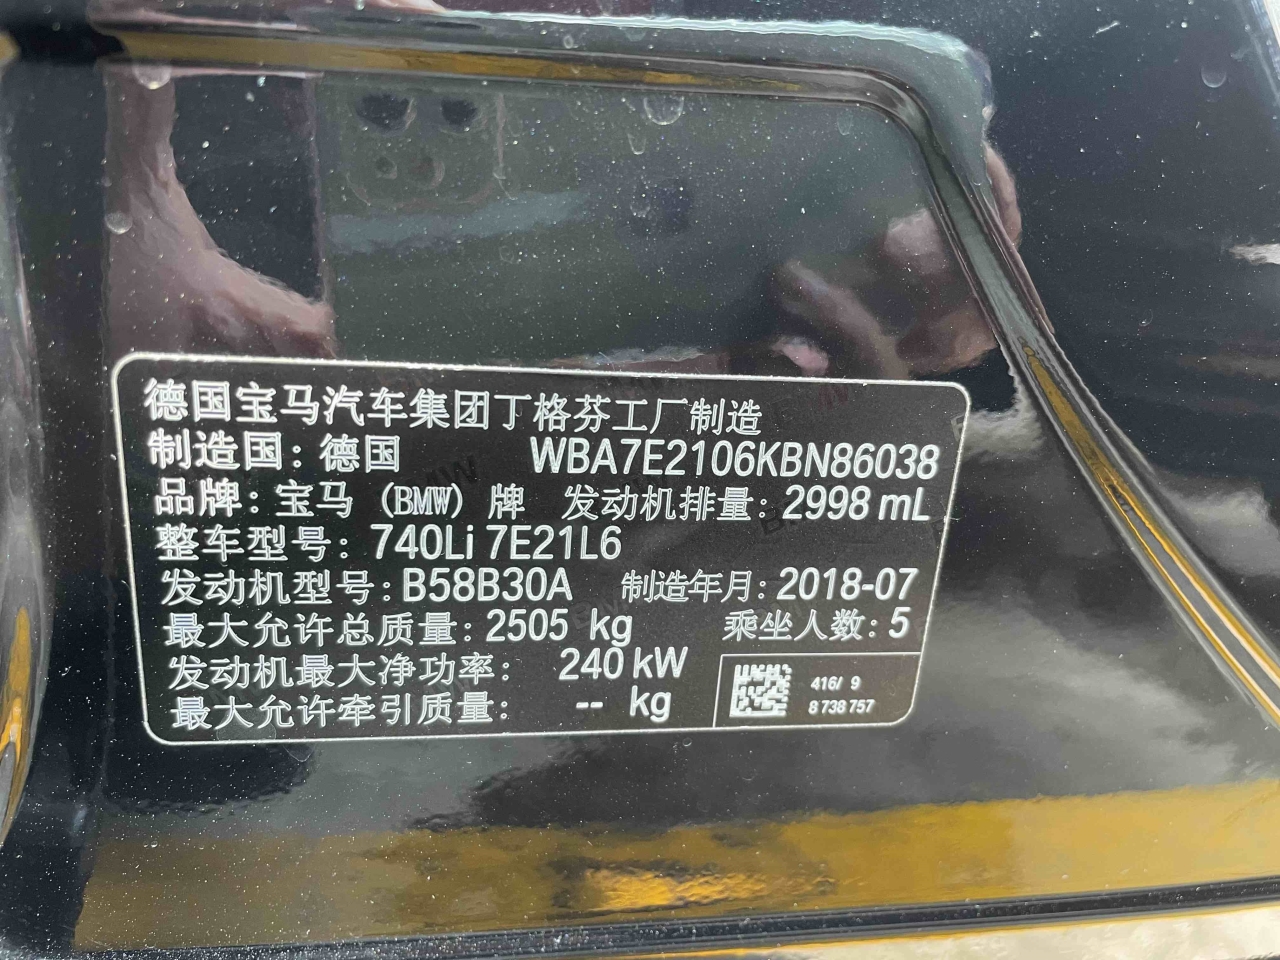 德国宝马汽车集团丁格芬工厂制造
制造国：德国 WBA7E2106KBN86038
品牌：宝马（BMW）牌 发动机排量：2998 mL
整车型号：740Li 7E21L6
发动机型号：B58B30A 制造年月：2018-07
最大允许总质量：2505 kg 乘坐人数：5
发动机最大净功率： 240 kW
最大允许牵引质量： -- kg
416/ 9
8 738 757